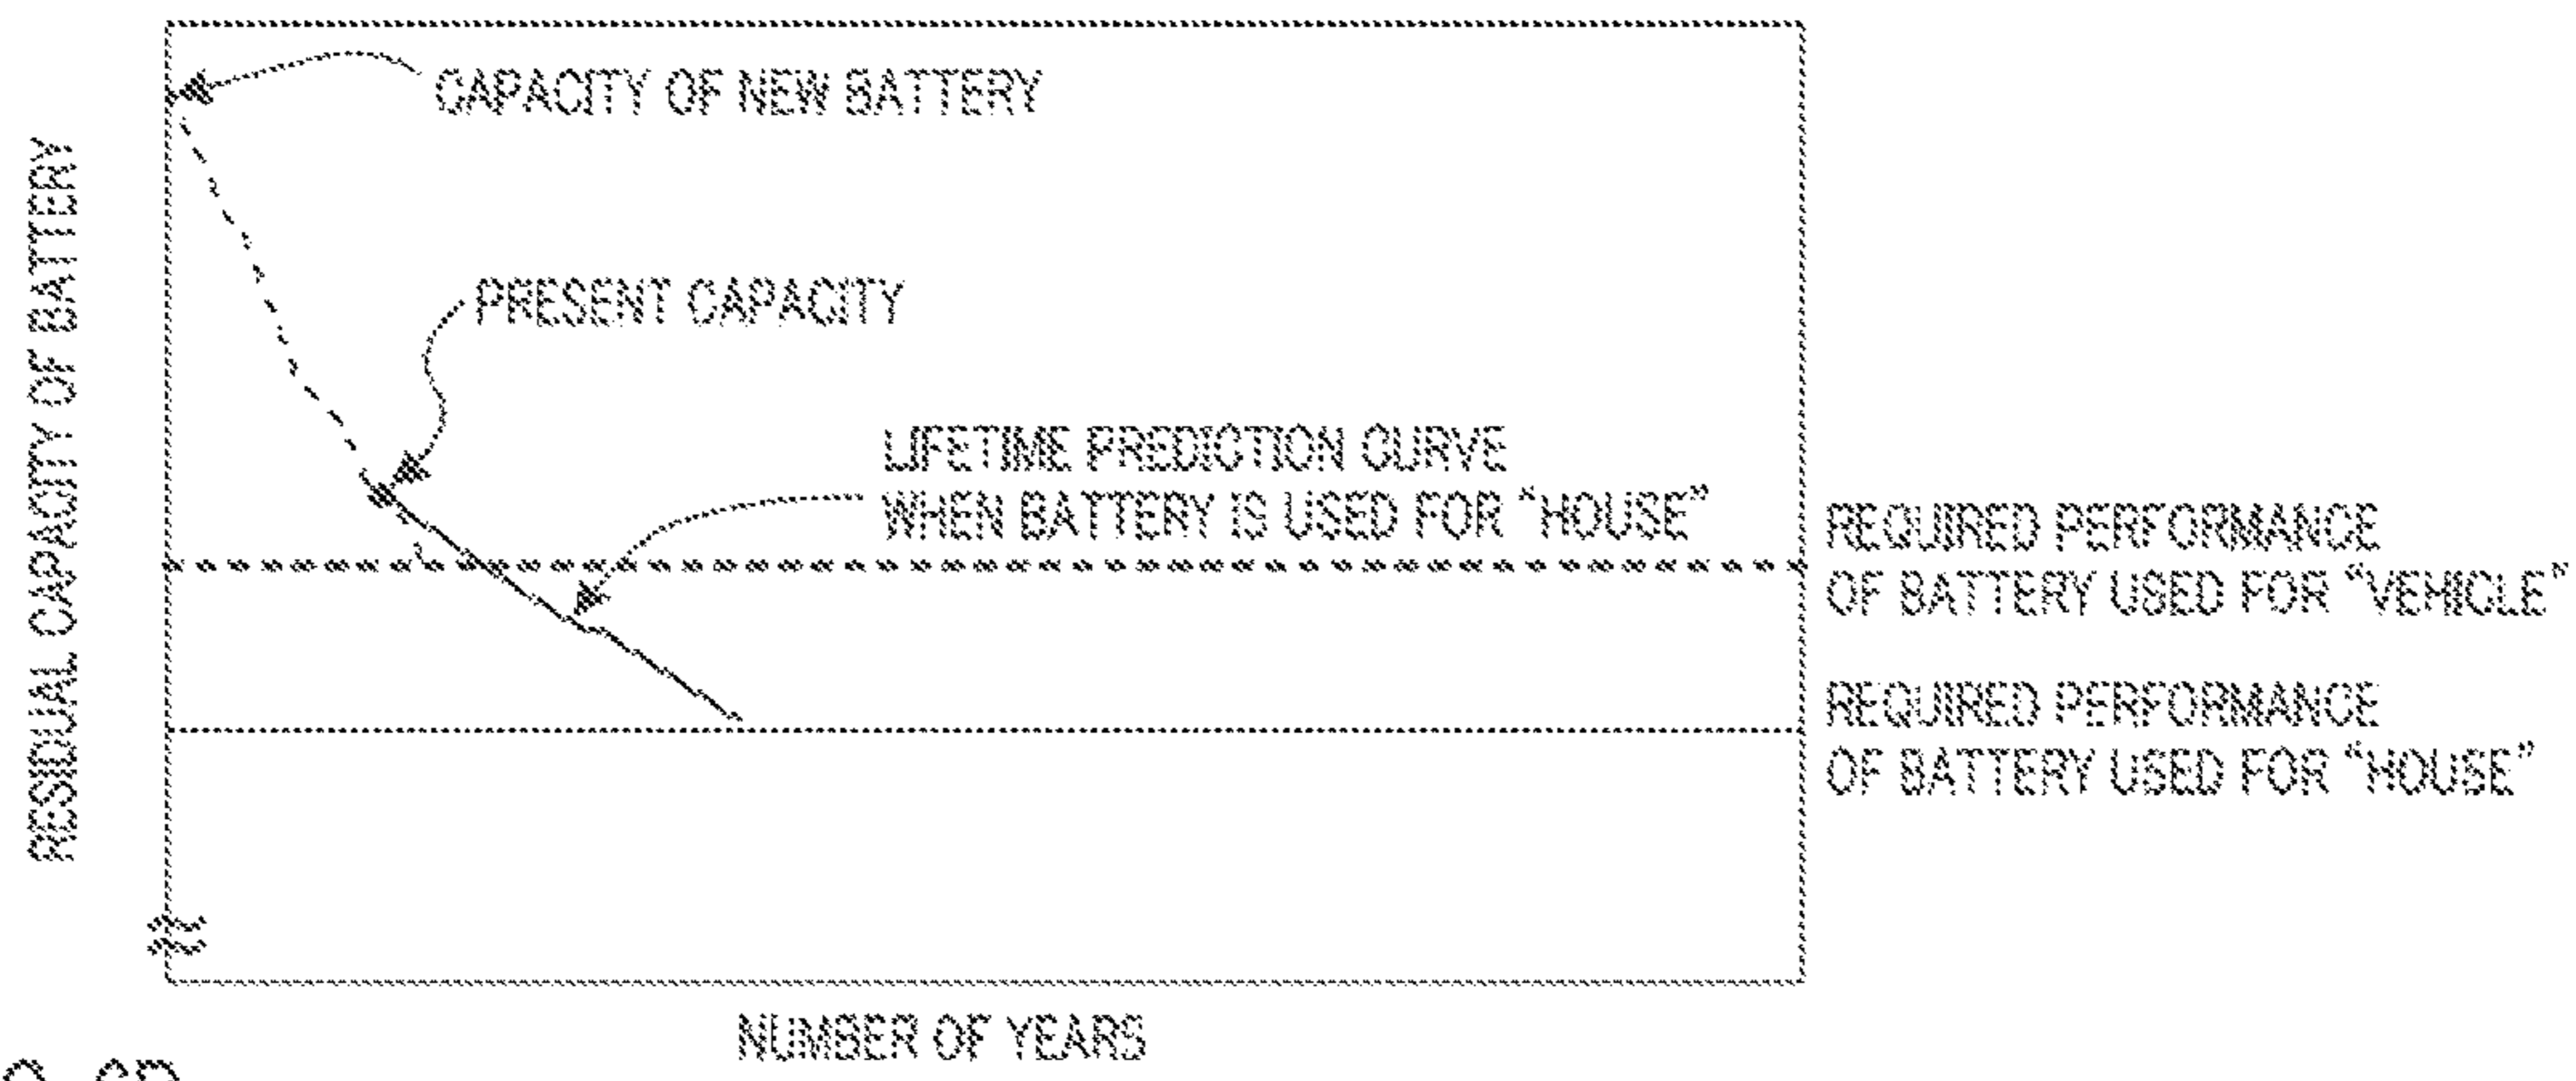 CAPACITY OF NEW BATTERY
PRESENT CAPACITY
LIFETIME PREDICTION CURVE
WHEN BATTERY IS USED FOR “HOUSE”
REQUIRED PERFORMANCE
OF BATTERY USED FOR “VEHICLE”
REQUIRED PERFORMANCE
OF BATTERY USED FOR “HOUSE”
RESIDUAL CAPACITY OF BATTERY
NUMBER OF YEARS